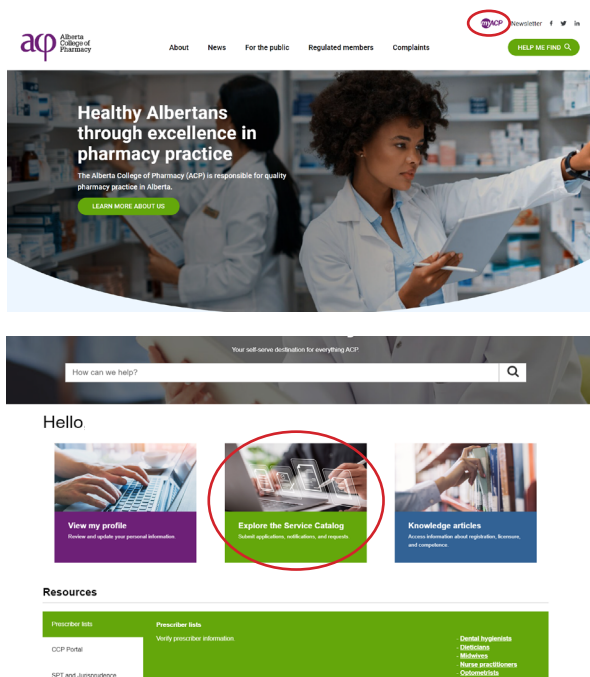 myACP Newsletter f in
acp Alberta
College of
Pharmacy
About News For the public Regulated members Complaints
HELP ME FIND
Healthy Albertans
through excellence in
pharmacy practice
The Alberta College of Pharmacy (ACP) is responsible for quality
pharmacy practice in Alberta.
LEARN MORE ABOUT US
Your self-serve destination for everything ACP.
How can we help?
Hello,
View my profile
Review and update your personal information.
Explore the Service Catalog
Submit applications, notifications, and requests.
Knowledge articles
Access information about registration, licensure,
and competence.
Resources
Prescriber lists
CCP Portal
SPT and Jurisprudence
Prescriber lists
Verify prescriber information
- Dental hygienists
- Dieticians
- Midwives
- Nurse practitioners
- Optometrists